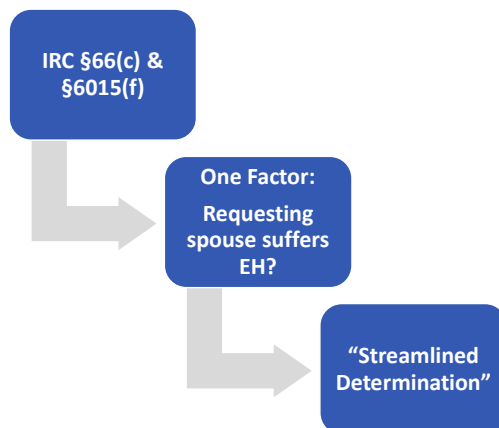 IRC §66(c) &
§6015(f)
One Factor:
Requesting
spouse suffers
EH?
“Streamlined
Determination”